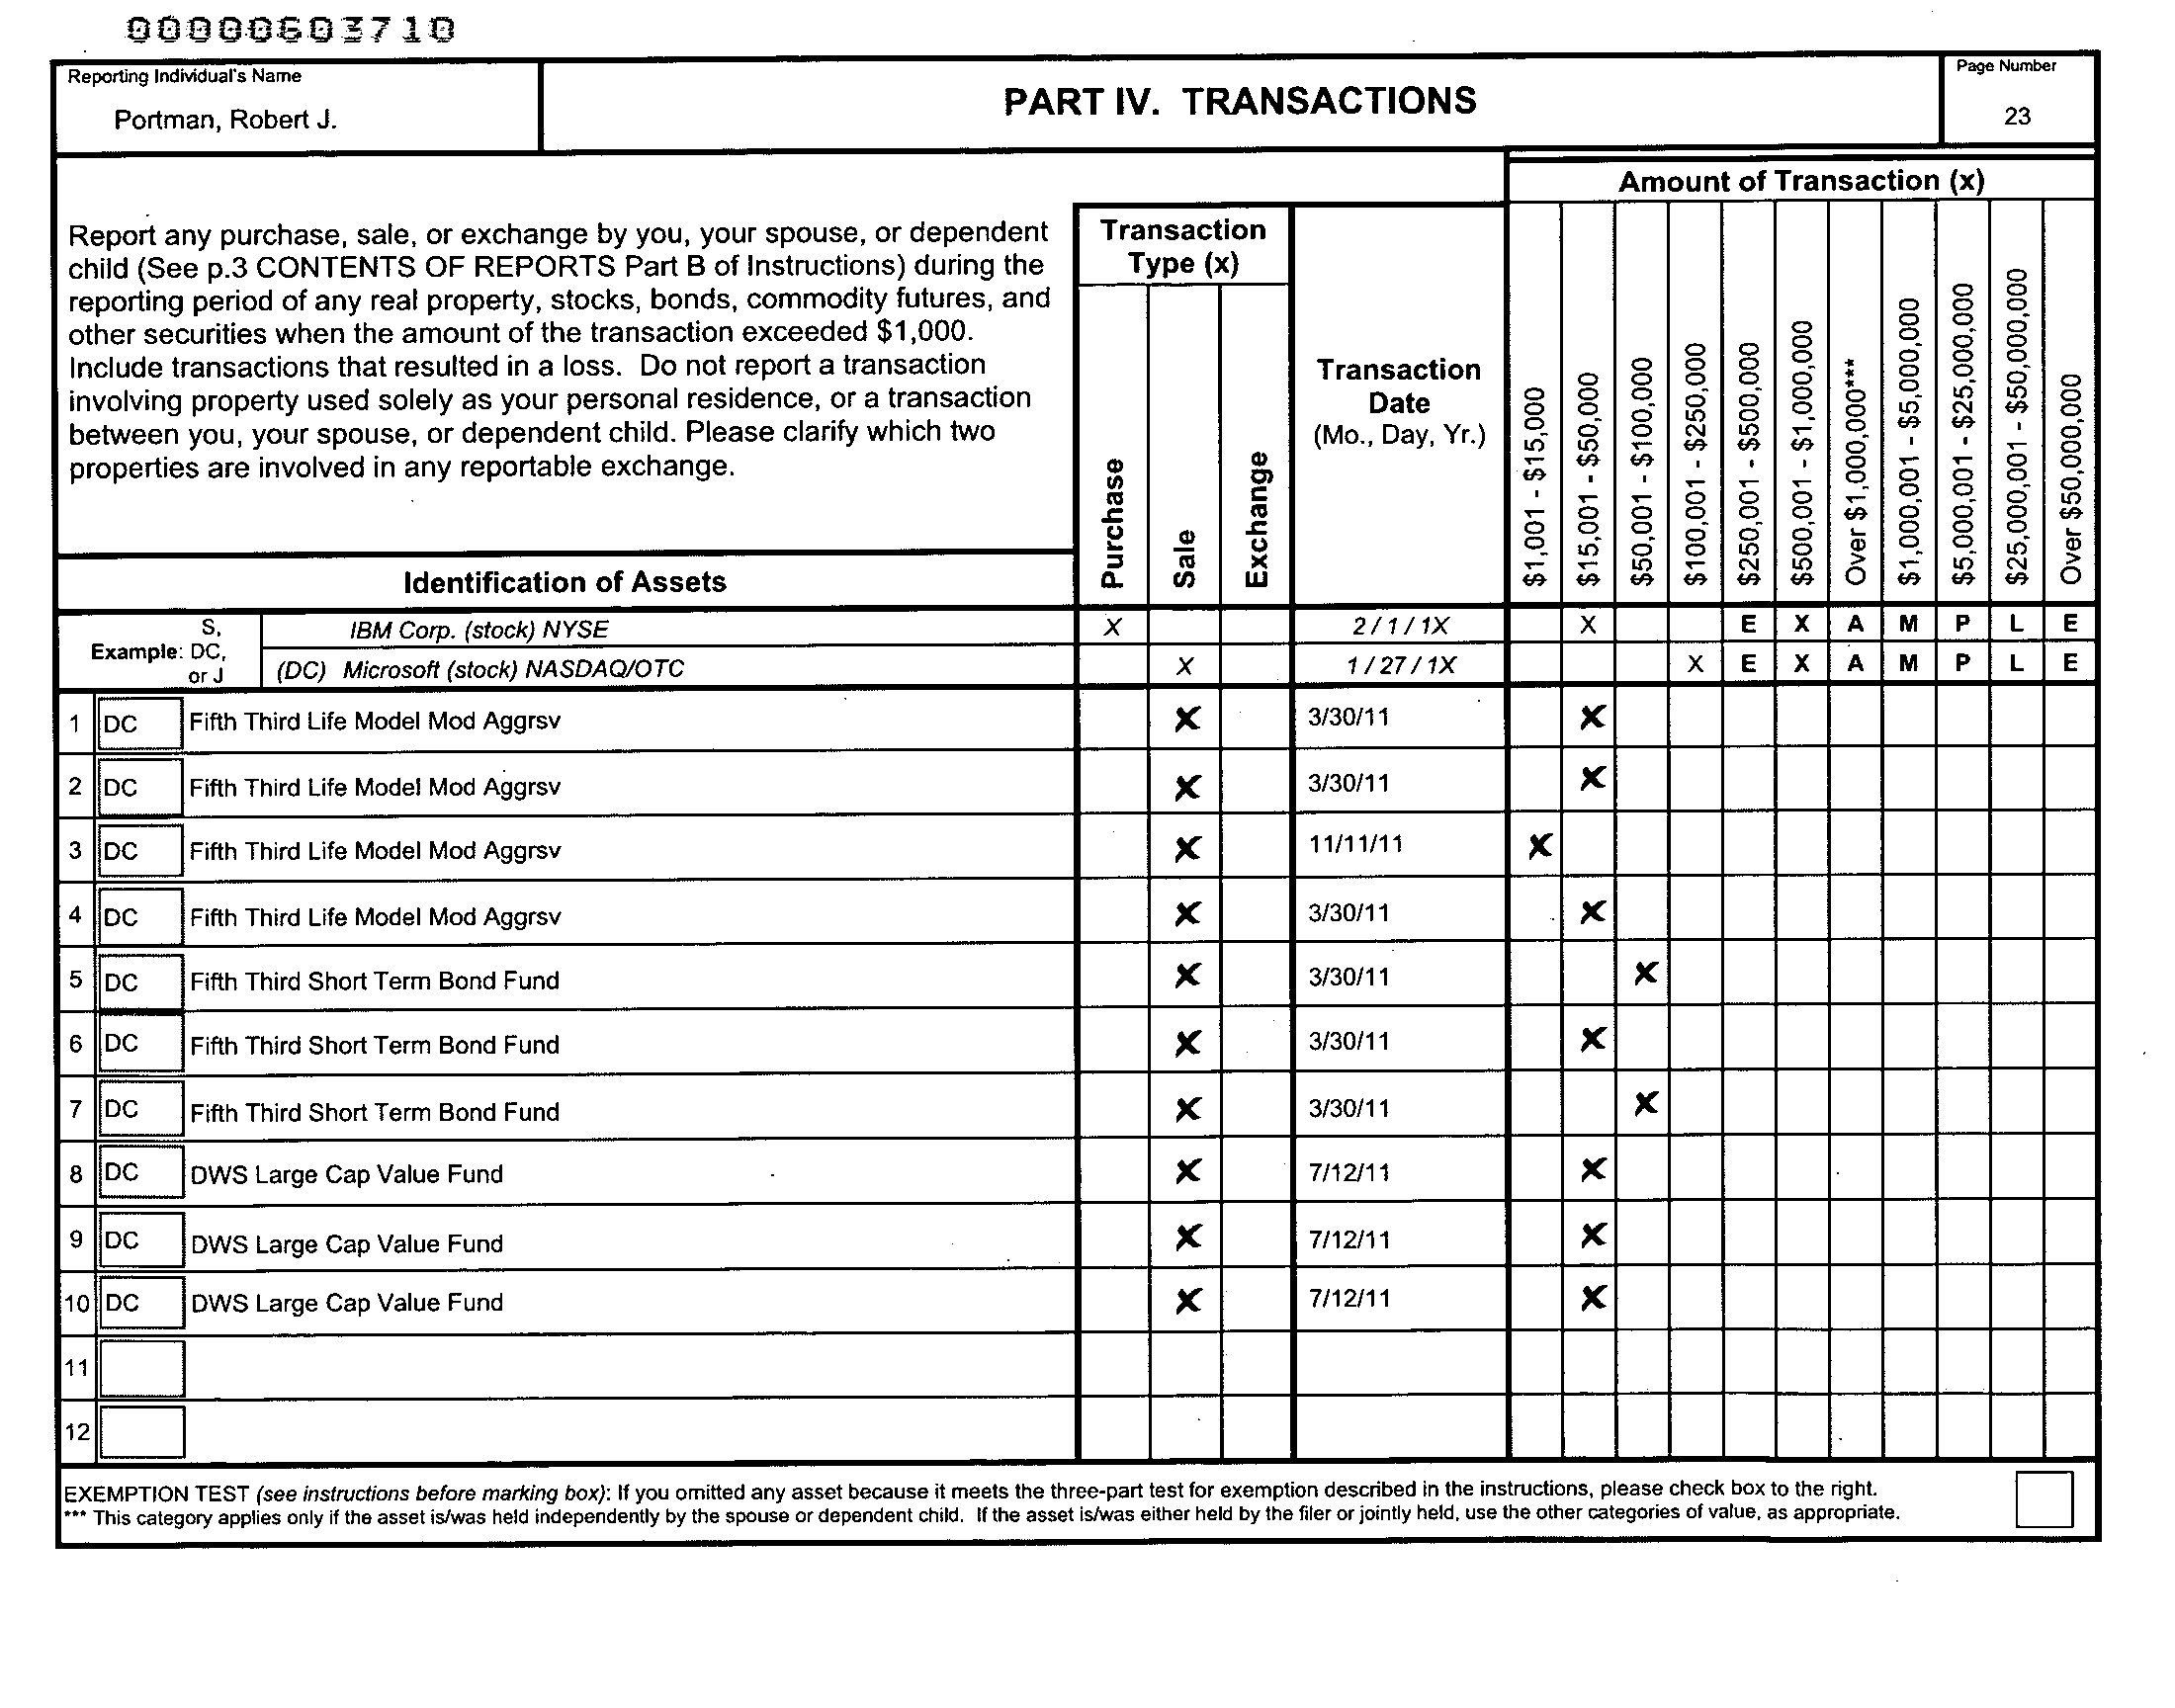 00000603710
Reporting Individual's Name
Portman, Robert J.
PART IV. TRANSACTIONS
Page Number
23
Amount of Transaction (x)
Report any purchase, sale, or exchange by you, your spouse, or dependent
child (See p.3 CONTENTS OF REPORTS Part B of Instructions) during the
reporting period of any real property, stocks, bonds, commodity futures, and
other securities when the amount of the transaction exceeded $1,000.
Include transactions that resulted in a loss. Do not report a transaction
involving property used solely as your personal residence, or a transaction
between you, your spouse, or dependent child. Please clarify which two
properties are involved in any reportable exchange.
Transaction
Type (x)
Purchase
Sale
Exchange
Transaction
Date
(Mo., Day, Yr.)
$1,001 - $15,000
$15,001 - $50,000
$50,001 - $100,000
$100,001 - $250,000
$250,001 - $500,000
$500,001 - $1,000,000
Over $1,000,000***
$1,000,001 - $5,000,000
$5,000,001 - $25,000,000
$25,000,001 - $50,000,000
Over $50,000,000
Identification of Assets
Example: S, DC, or J
IBM Corp. (stock) NYSE X 2 / 1 / 1X X E X A M P L E
(DC) Microsoft (stock) NASDAQ/OTC X 1 / 27 / 1X X E X A M P L E
1 DC Fifth Third Life Model Mod Aggrsv X 3/30/11 X
2 DC Fifth Third Life Model Mod Aggrsv X 3/30/11 X
3 DC Fifth Third Life Model Mod Aggrsv X 11/11/11 X
4 DC Fifth Third Life Model Mod Aggrsv X 3/30/11 X
5 DC Fifth Third Short Term Bond Fund X 3/30/11 X
6 DC Fifth Third Short Term Bond Fund X 3/30/11 X
7 DC Fifth Third Short Term Bond Fund X 3/30/11 X
8 DC DWS Large Cap Value Fund X 7/12/11 X
9 DC DWS Large Cap Value Fund X 7/12/11 X
10 DC DWS Large Cap Value Fund X 7/12/11 X
11
12
EXEMPTION TEST (see instructions before marking box): If you omitted any asset because it meets the three-part test for exemption described in the instructions, please check box to the right.
*** This category applies only if the asset is/was held independently by the spouse or dependent child. If the asset is/was either held by the filer or jointly held, use the other categories of value, as appropriate.